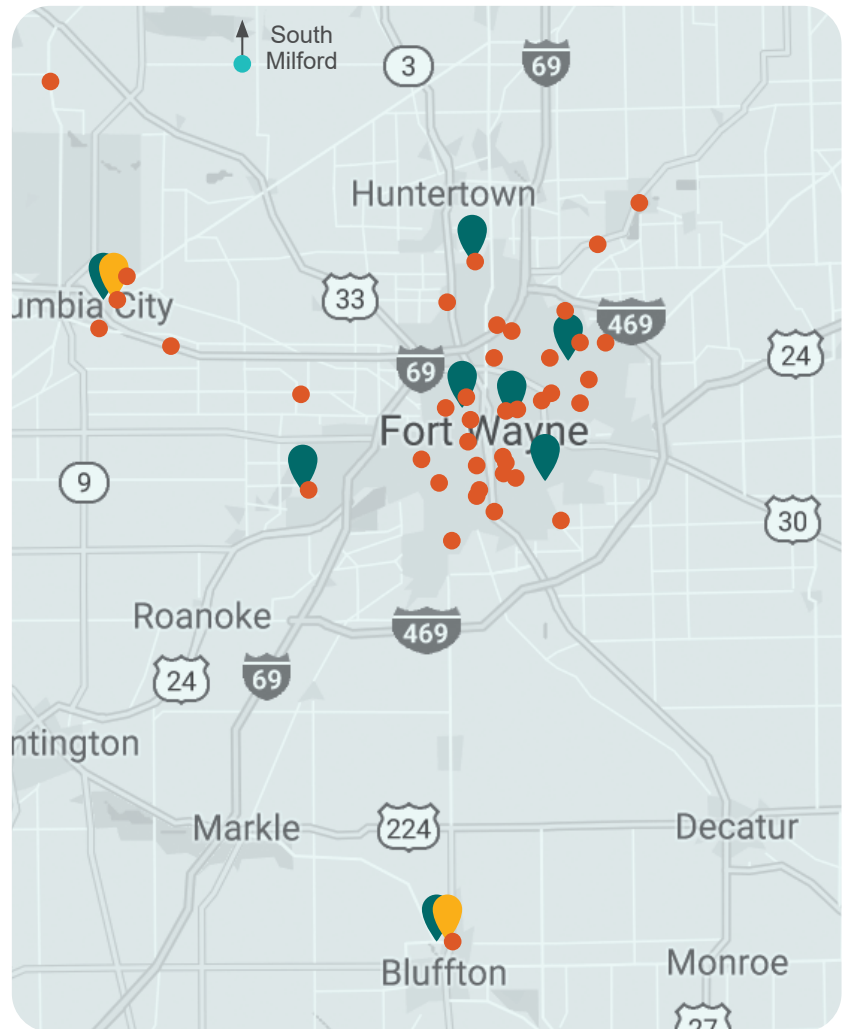 South
Milford
3
69
Huntertown
33
469
umbia City
24
69
Fort Wayne
9
30
Roanoke
469
24
69
ntington
Markle
224
Decatur
Bluffton
Monroe
27